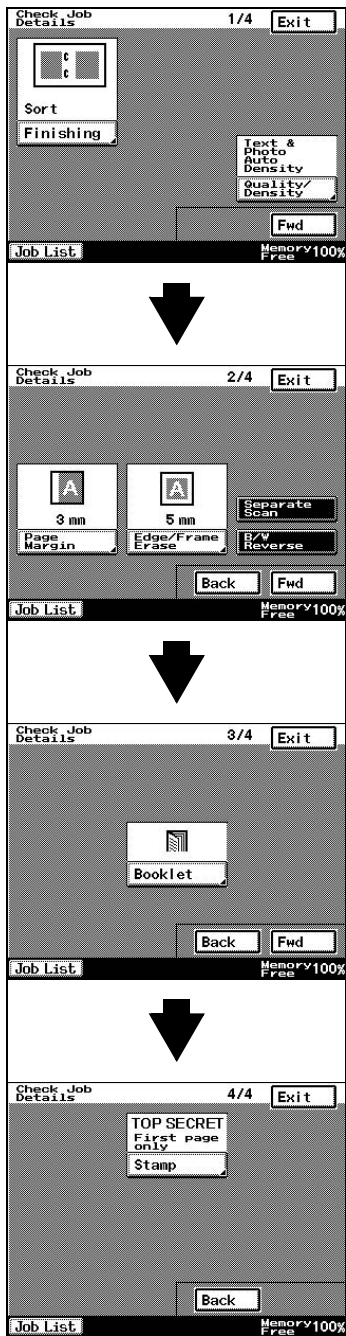 Check Job
Details
1/4
Exit
c
c
Sort
Finishing
Text &
Photo
Auto
Density
Quality/
Density
Fwd
Job List
Memory
Free 100%
Check Job
Details
2/4
Exit
A
3 mm
Page
Margin
A
5 mm
Edge/Frame
Erase
Separate
Scan
B/W
Reverse
Back
Fwd
Job List
Memory
Free 100%
Check Job
Details
3/4
Exit
Booklet
Back
Fwd
Job List
Memory
Free 100%
Check Job
Details
4/4
Exit
TOP SECRET
First page
only
Stamp
Back
Job List
Memory
Free 100%